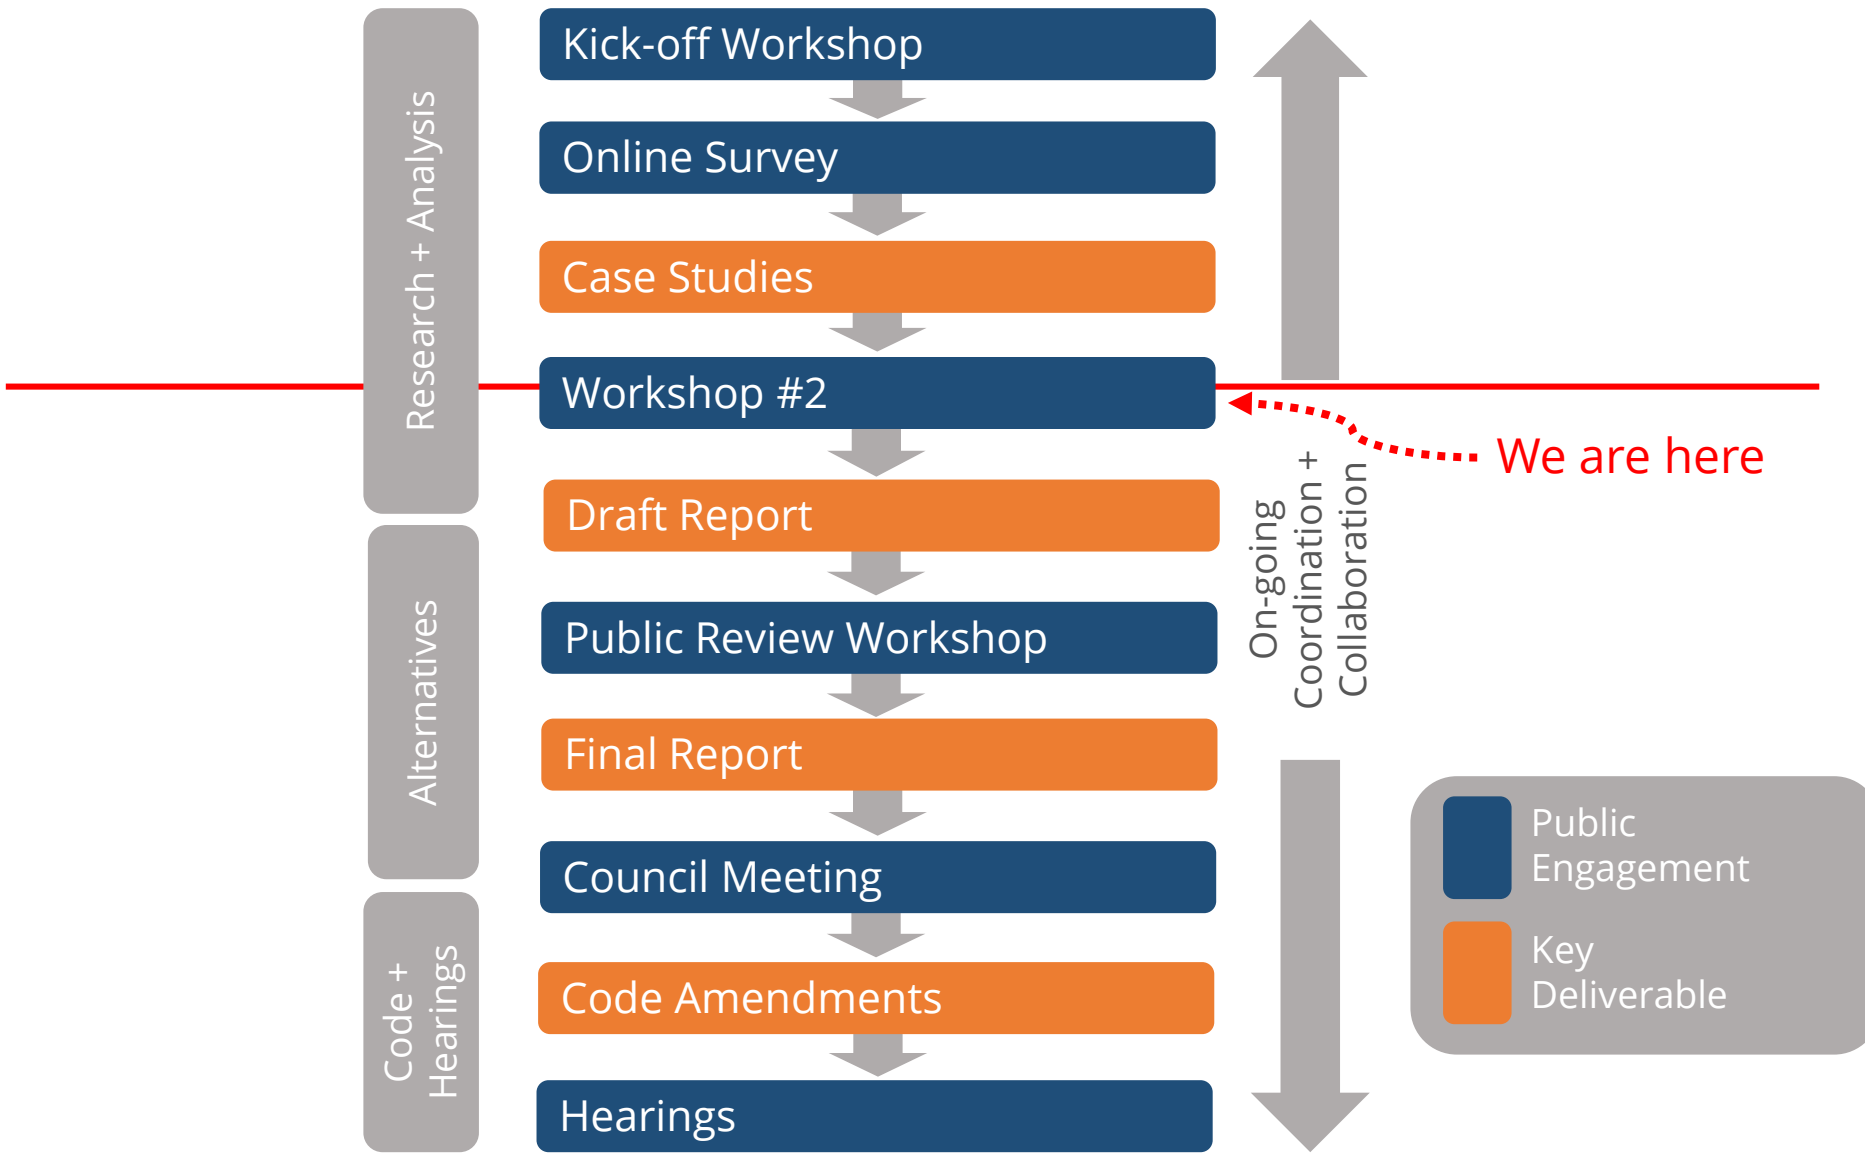 Research + Analysis
Alternatives
Code +
Hearings
Kick-off Workshop
Online Survey
Case Studies
Workshop #2
Draft Report
Public Review Workshop
Final Report
Council Meeting
Code Amendments
Hearings
On-going
Coordination +
Collaboration
We are here
Public
Engagement
Key
Deliverable